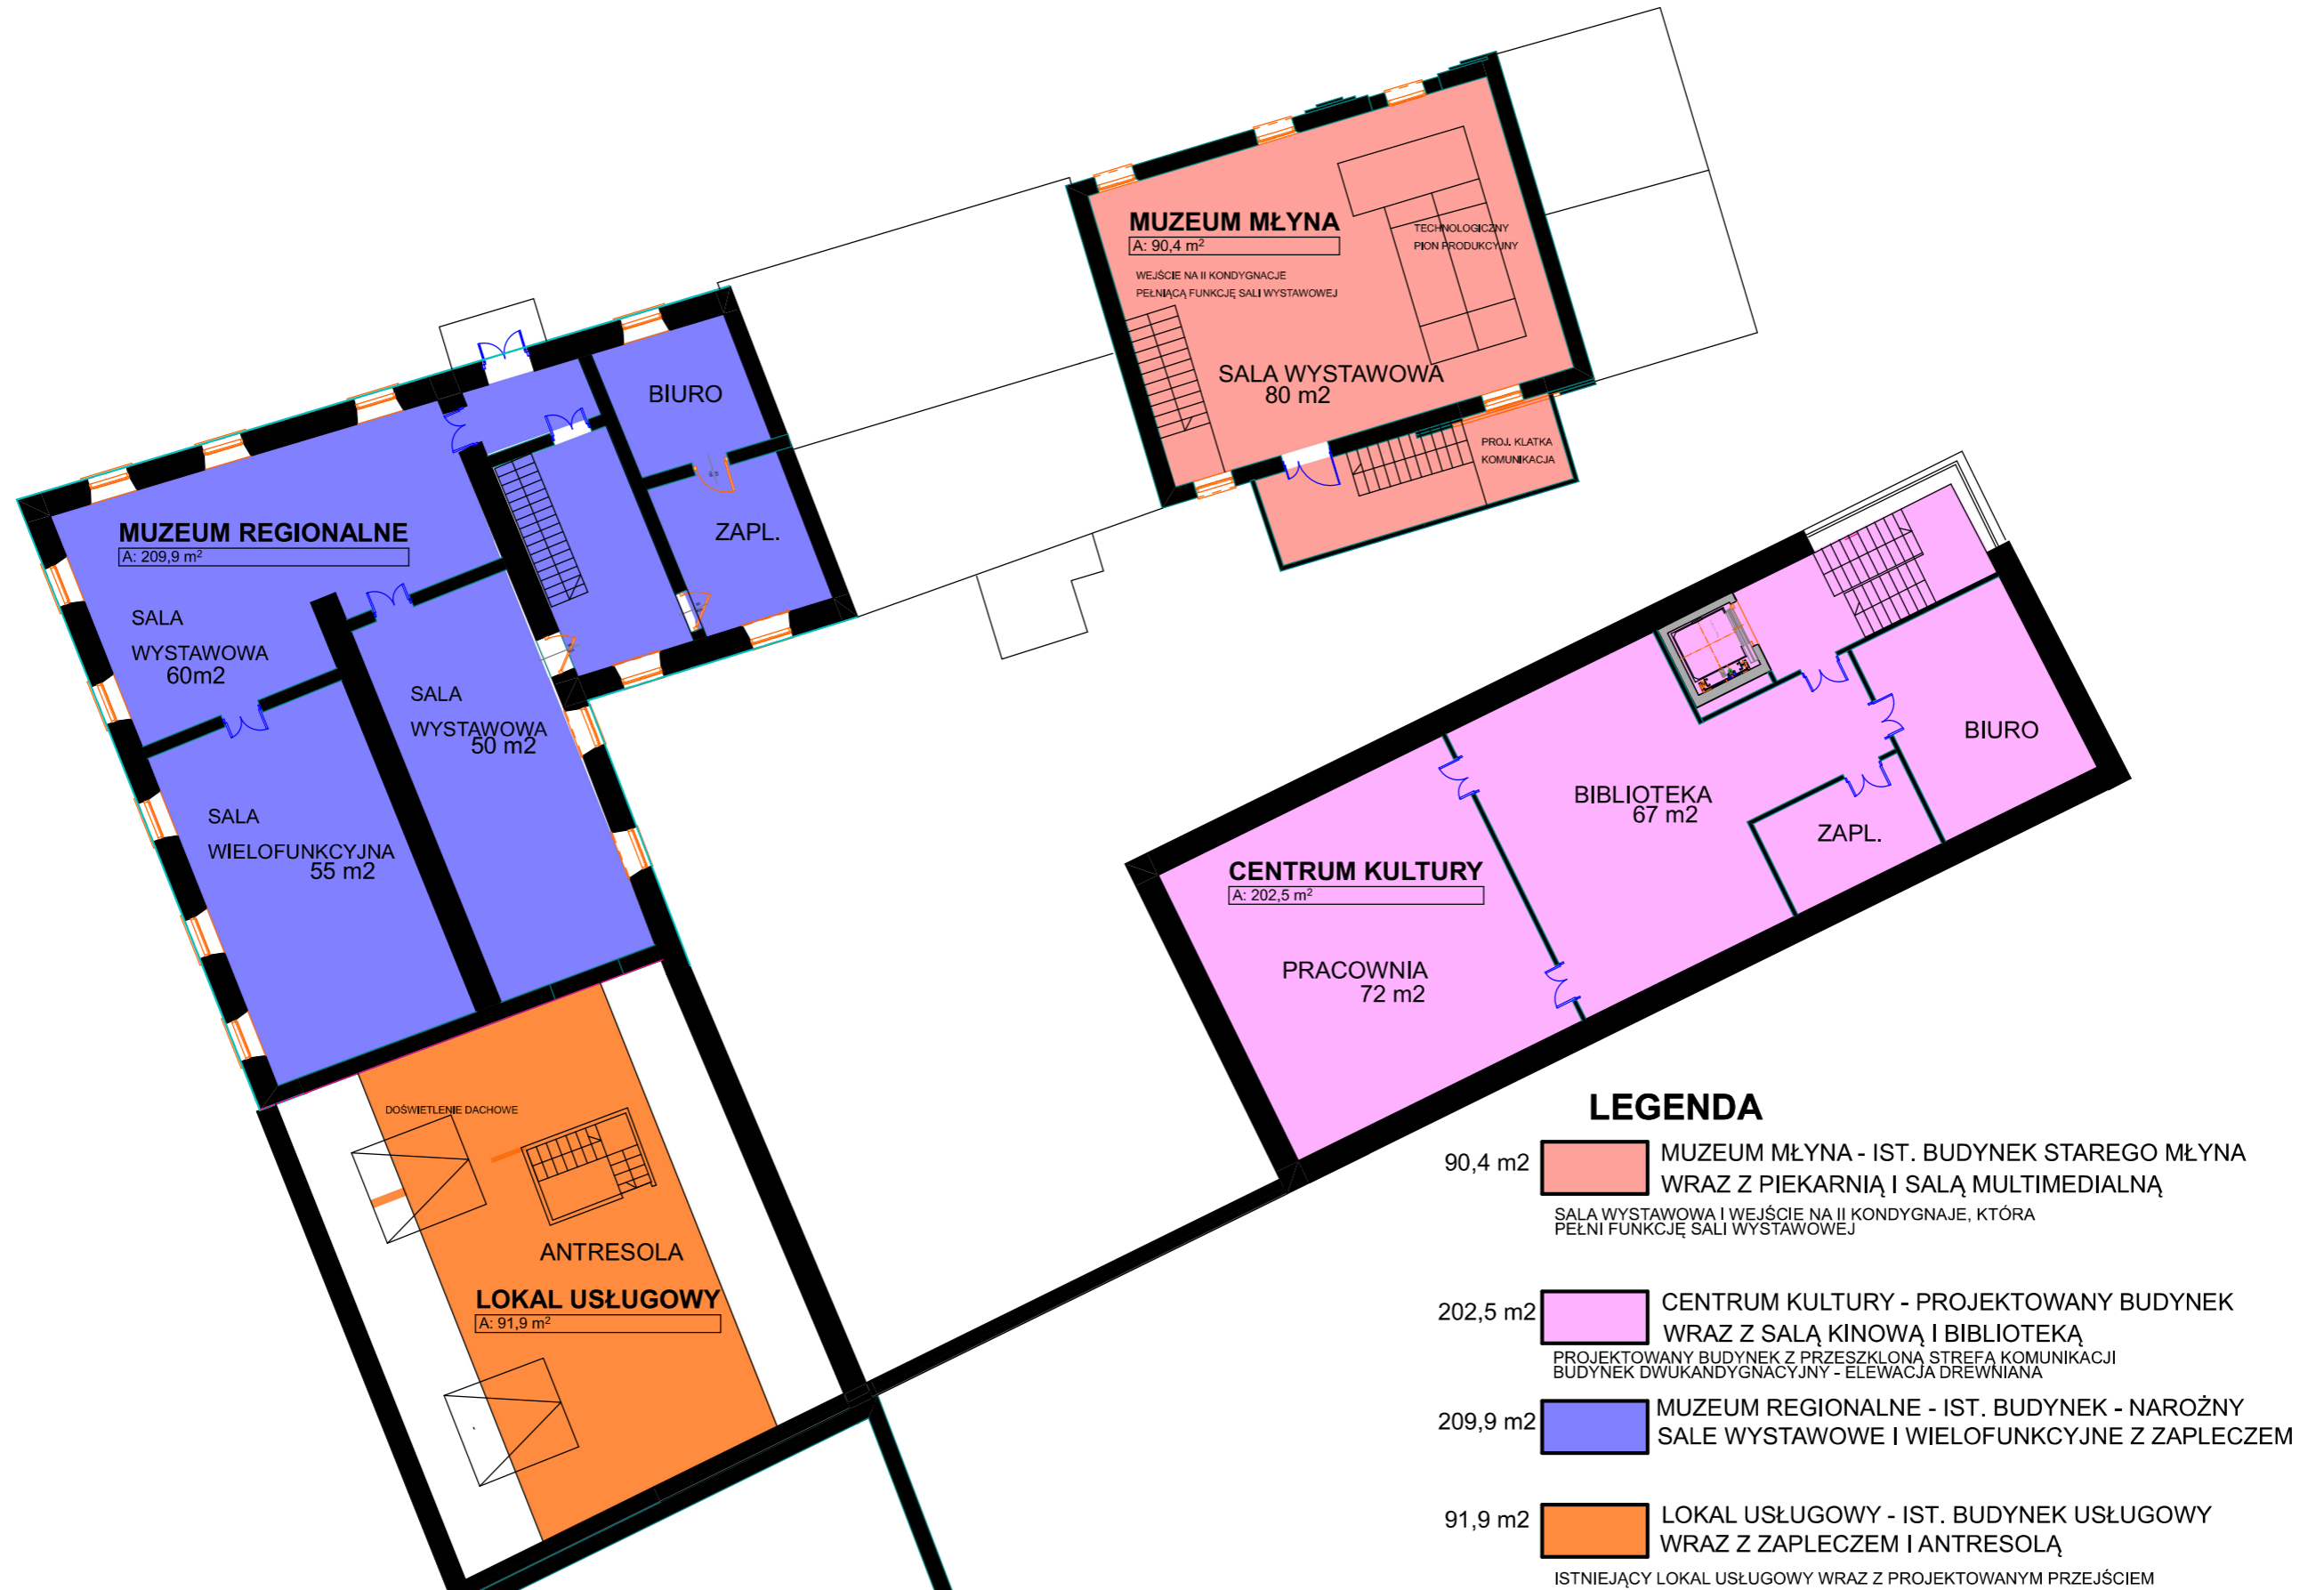 MUZEUM MŁYNA
A: 90,4 m²
WEJŚCIE NA II KONDYGNACJE
PEŁNIĄCĄ FUNKCJĘ SALI WYSTAWOWEJ
TECHNOLOGICZNY
PION PRODUKCYJNY
SALA WYSTAWOWA
80 m2
PROJ. KLATKA
KOMUNIKACJA
BIURO
ZAPL.
MUZEUM REGIONALNE
A: 209,9 m²
SALA
WYSTAWOWA
60m2
SALA
WYSTAWOWA
50 m2
SALA
WIELOFUNKCYJNA
55 m2
BIURO
BIBLIOTEKA
67 m2
ZAPL.
CENTRUM KULTURY
A: 202,5 m²
PRACOWNIA
72 m2
DOŚWIETLENIE DACHOWE
ANTRESOLA
LOKAL USŁUGOWY
A: 91,9 m²
LEGENDA
90,4 m2
MUZEUM MŁYNA - IST. BUDYNEK STAREGO MŁYNA
WRAZ Z PIEKARNIĄ I SALĄ MULTIMEDIALNĄ
SALA WYSTAWOWA I WEJŚCIE NA II KONDYGNAJE, KTÓRA
PEŁNI FUNKCJĘ SALI WYSTAWOWEJ
202,5 m2
CENTRUM KULTURY - PROJEKTOWANY BUDYNEK
WRAZ Z SALĄ KINOWĄ I BIBLIOTEKĄ
PROJEKTOWANY BUDYNEK Z PRZESZKLONĄ STREFĄ KOMUNIKACJI
BUDYNEK DWUKANDYGNACYJNY - ELEWACJA DREWNIANA
209,9 m2
MUZEUM REGIONALNE - IST. BUDYNEK - NAROŻNY
SALE WYSTAWOWE I WIELOFUNKCYJNE Z ZAPLECZEM
91,9 m2
LOKAL USŁUGOWY - IST. BUDYNEK USŁUGOWY
WRAZ Z ZAPLECZEM I ANTRESOLĄ
ISTNIEJĄCY LOKAL USŁUGOWY WRAZ Z PROJEKTOWANYM PRZEJŚCIEM